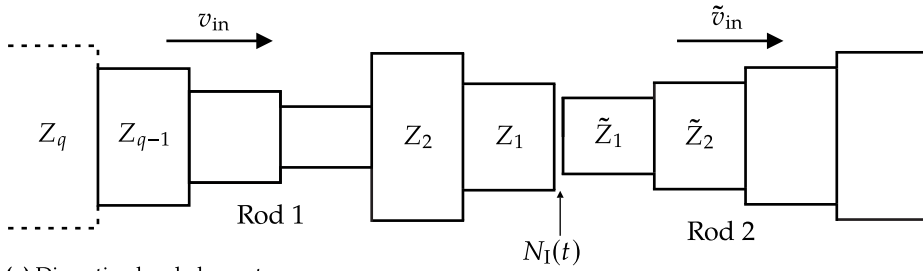 v_in ṽ_in
Z_q Z_{q−1} Z_2 Z_1 Z̃_1 Z̃_2
Rod 1 Rod 2
N_I(t)